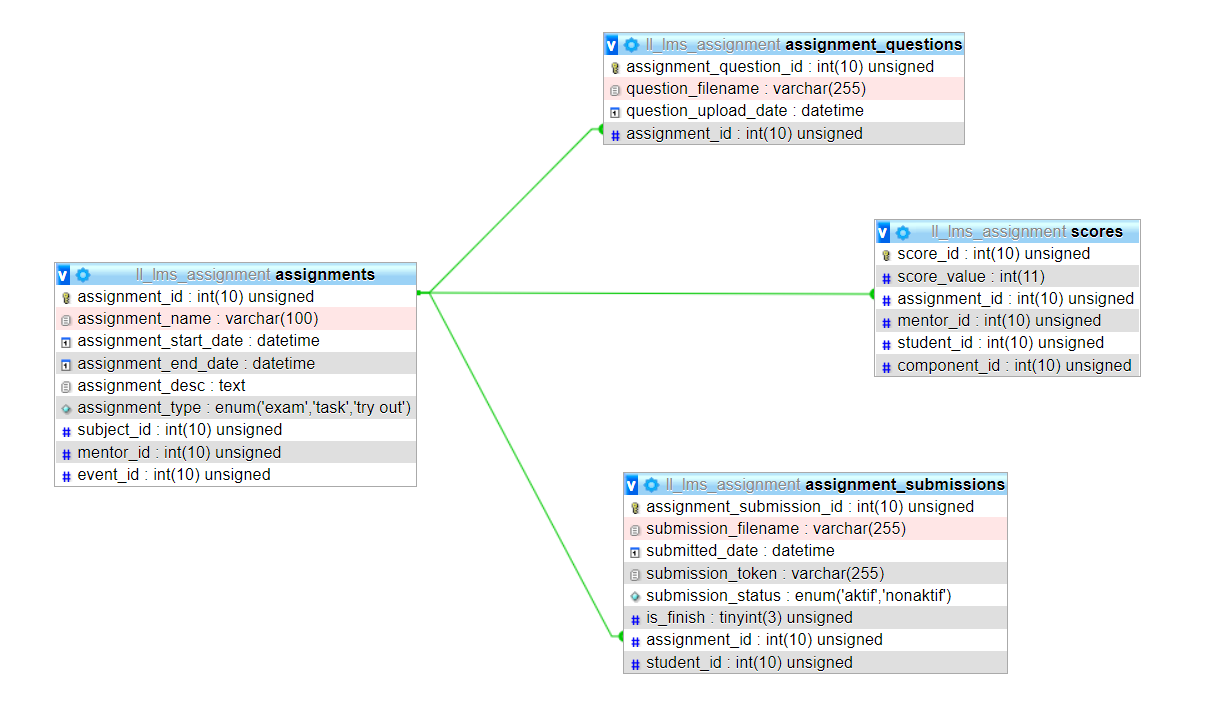 v ll_lms_assignment assignment_questions
assignment_question_id : int(10) unsigned
question_filename : varchar(255)
question_upload_date : datetime
# assignment_id : int(10) unsigned
v ll_lms_assignment scores
score_id : int(10) unsigned
# score_value : int(11)
# assignment_id : int(10) unsigned
# mentor_id : int(10) unsigned
# student_id : int(10) unsigned
# component_id : int(10) unsigned
v ll_lms_assignment assignments
assignment_id : int(10) unsigned
assignment_name : varchar(100)
assignment_start_date : datetime
assignment_end_date : datetime
assignment_desc : text
assignment_type : enum('exam','task','try out')
# subject_id : int(10) unsigned
# mentor_id : int(10) unsigned
# event_id : int(10) unsigned
v ll_lms_assignment assignment_submissions
assignment_submission_id : int(10) unsigned
submission_filename : varchar(255)
submitted_date : datetime
submission_token : varchar(255)
submission_status : enum('aktif','nonaktif')
# is_finish : tinyint(3) unsigned
# assignment_id : int(10) unsigned
# student_id : int(10) unsigned